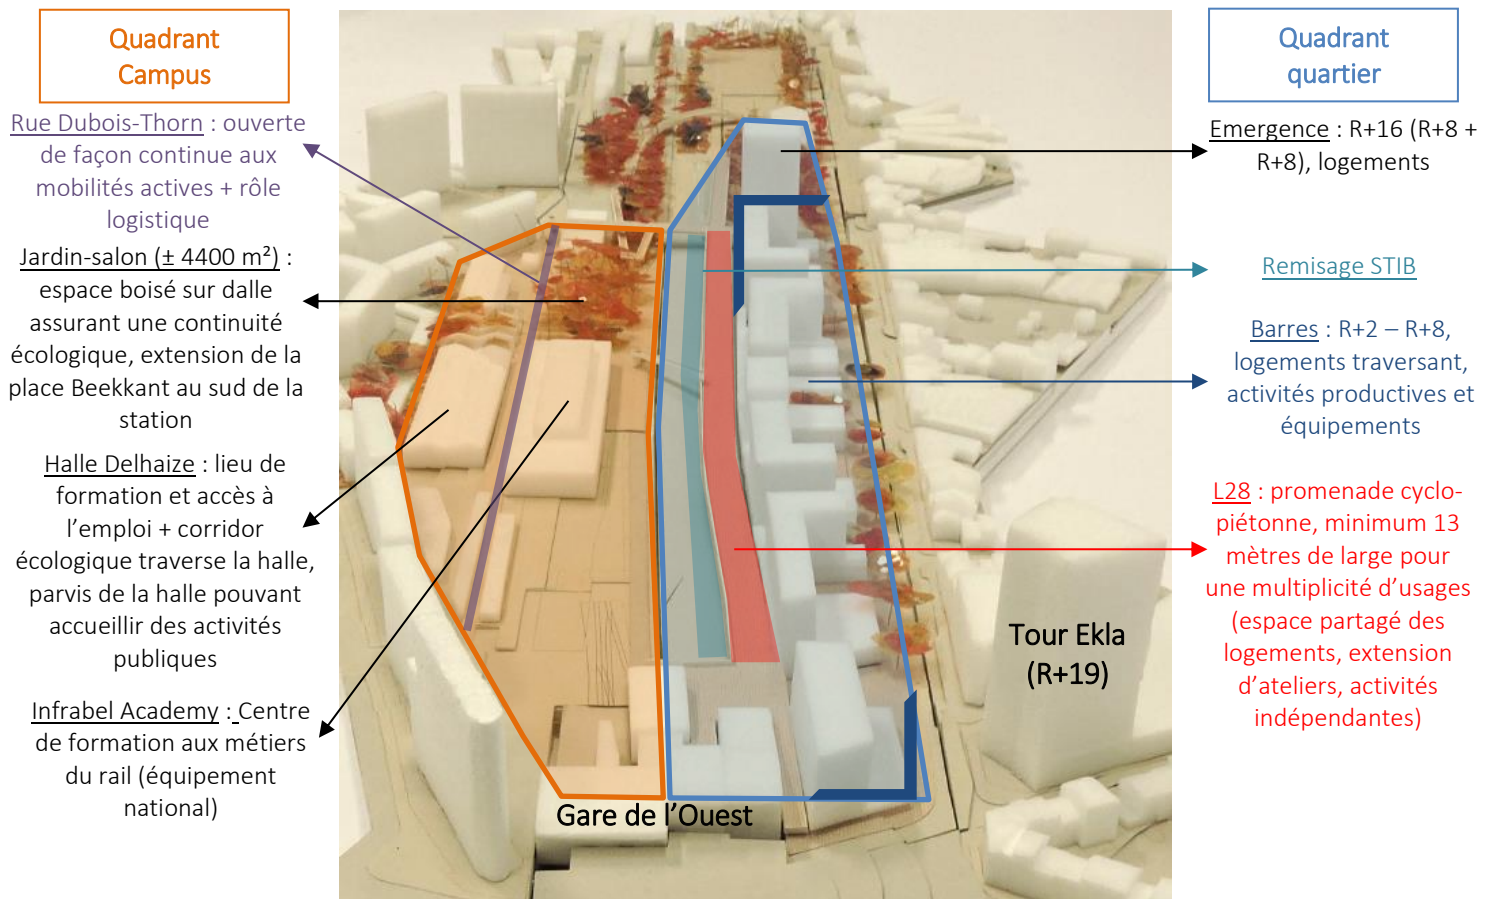 Quadrant
Campus
Rue Dubois-Thorn : ouverte
de façon continue aux
mobilités actives + rôle
logistique
Jardin-salon (± 4400 m²) :
espace boisé sur dalle
assurant une continuité
écologique, extension de la
place Beekkant au sud de la
station
Halle Delhaize : lieu de
formation et accès à
l’emploi + corridor
écologique traverse la halle,
parvis de la halle pouvant
accueillir des activités
publiques
Infrabel Academy : Centre
de formation aux métiers
du rail (équipement
national)
Gare de l’Ouest
Tour Ekla
(R+19)
Quadrant
quartier
Emergence : R+16 (R+8 +
R+8), logements
Remisage STIB
Barres : R+2 – R+8,
logements traversant,
activités productives et
équipements
L28 : promenade cyclo-
piétonne, minimum 13
mètres de large pour
une multiplicité d’usages
(espace partagé des
logements, extension
d’ateliers, activités
indépendantes)